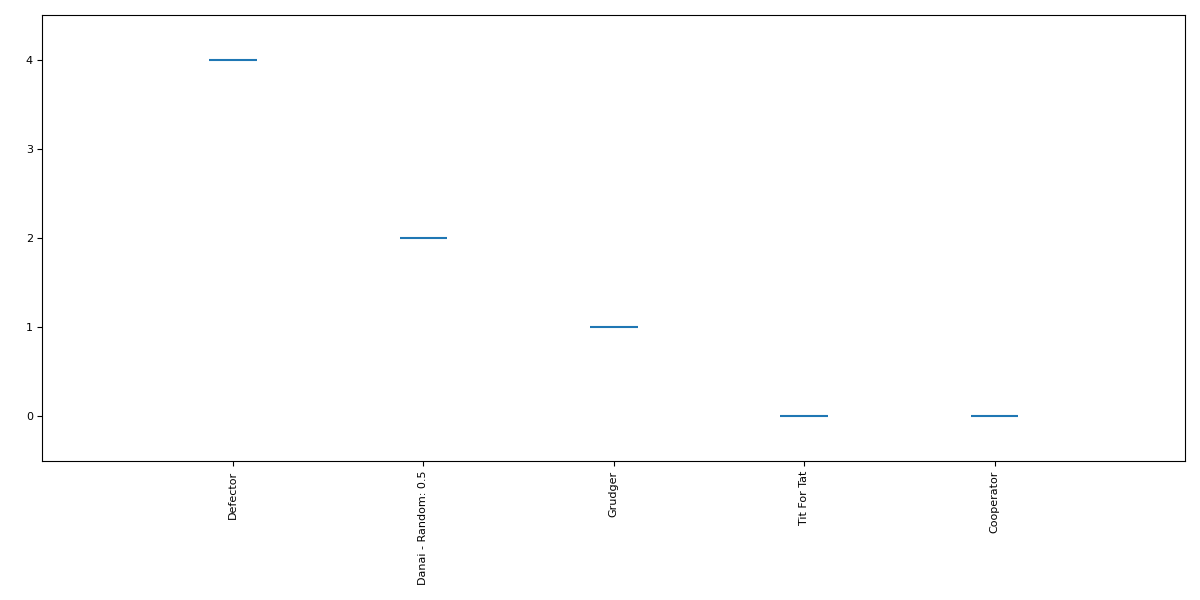 4
3
2
1
0
Defector
Danai - Random: 0.5
Grudger
Tit For Tat
Cooperator